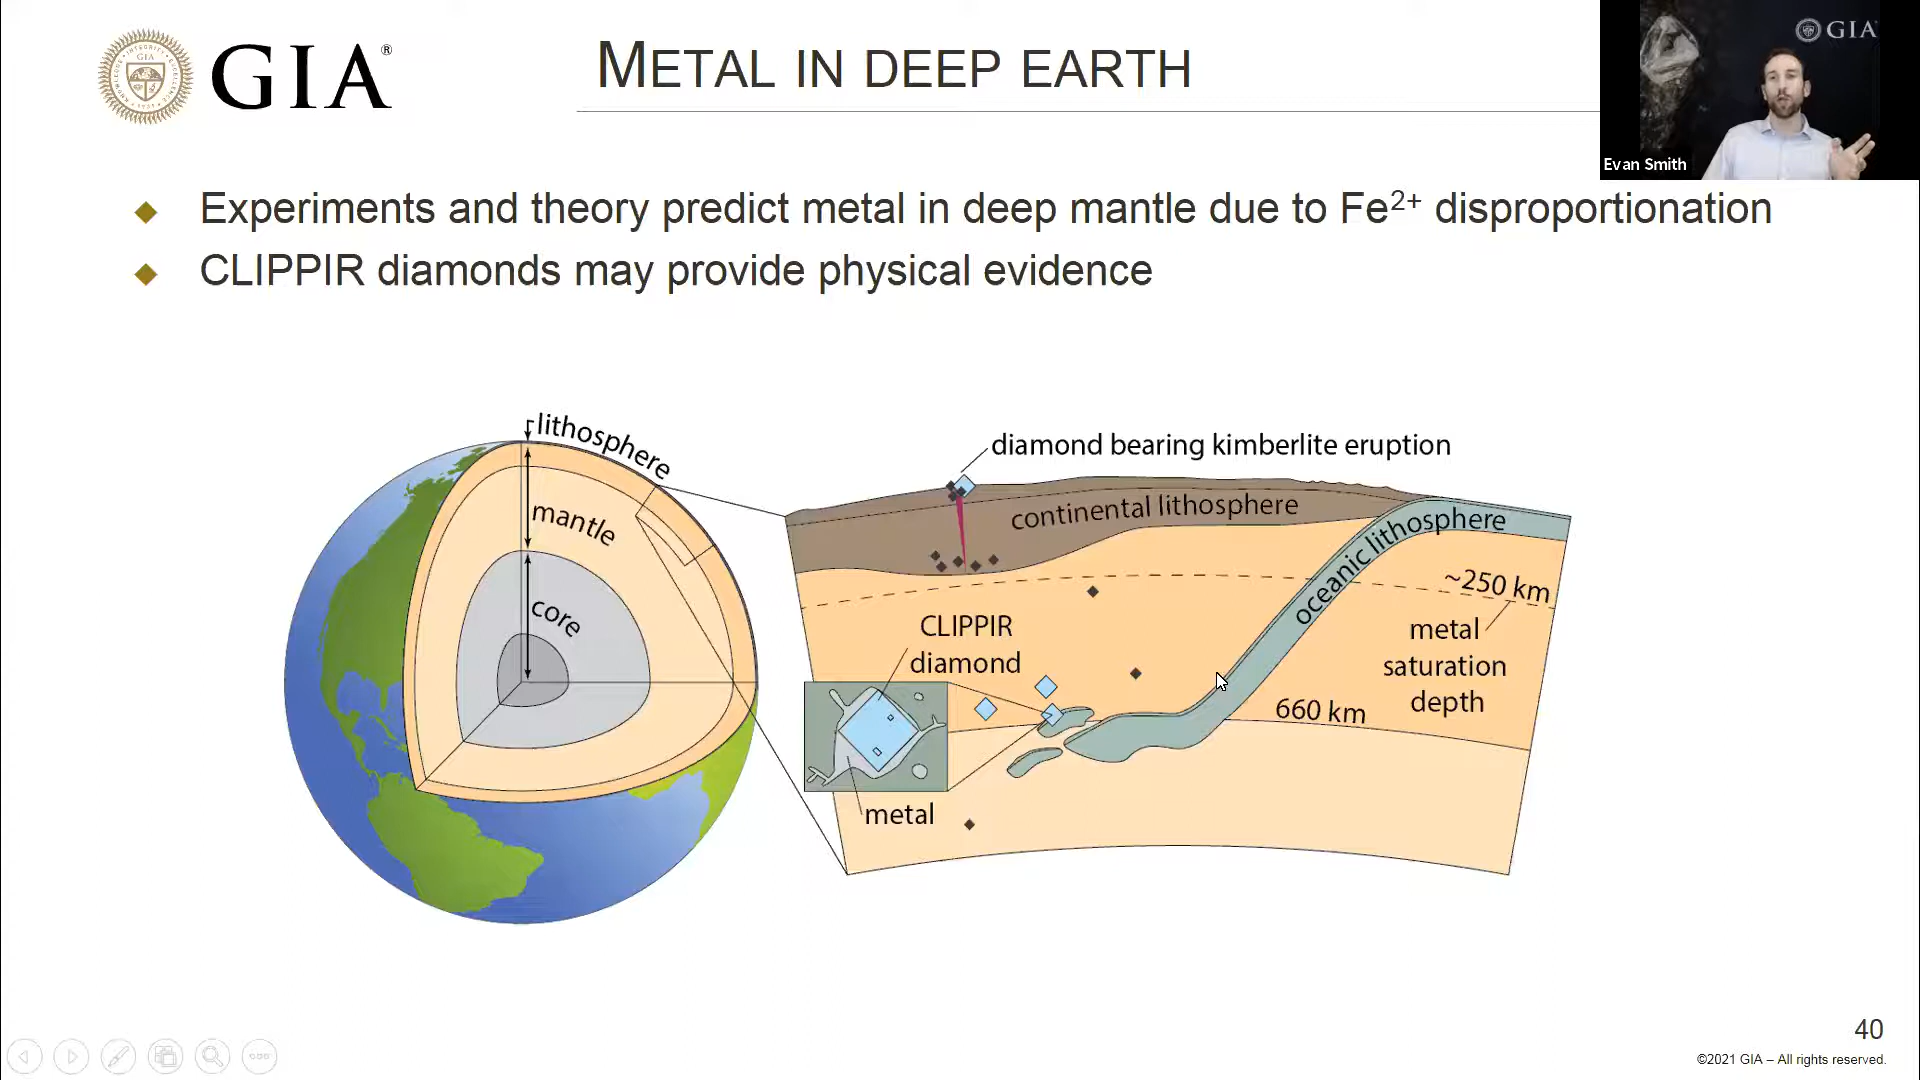 GIA®
METAL IN DEEP EARTH
GIA
Evan Smith
Experiments and theory predict metal in deep mantle due to Fe²⁺ disproportionation
CLIPPIR diamonds may provide physical evidence
lithosphere
mantle
core
diamond bearing kimberlite eruption
continental lithosphere
oceanic lithosphere
~250 km
metal
saturation
depth
CLIPPIR
diamond
660 km
metal
40
©2021 GIA – All rights reserved.